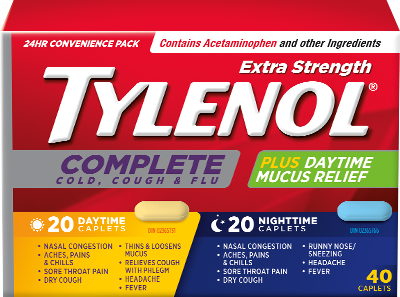 24HR CONVENIENCE PACK
Contains Acetaminophen and other Ingredients
Extra Strength
TYLENOL®
COMPLETE
COLD, COUGH & FLU
PLUS DAYTIME
MUCUS RELIEF
20 DAYTIME
CAPLETS
• NASAL CONGESTION
• ACHES, PAINS
& CHILLS
• SORE THROAT PAIN
• DRY COUGH
• THINS & LOOSENS
MUCUS
• RELIEVES COUGH
WITH PHLEGM
• HEADACHE
• FEVER
20 NIGHTTIME
CAPLETS
• NASAL CONGESTION
• ACHES, PAINS
& CHILLS
• SORE THROAT PAIN
• DRY COUGH
• RUNNY NOSE/
SNEEZING
• HEADACHE
• FEVER
40
CAPLETS